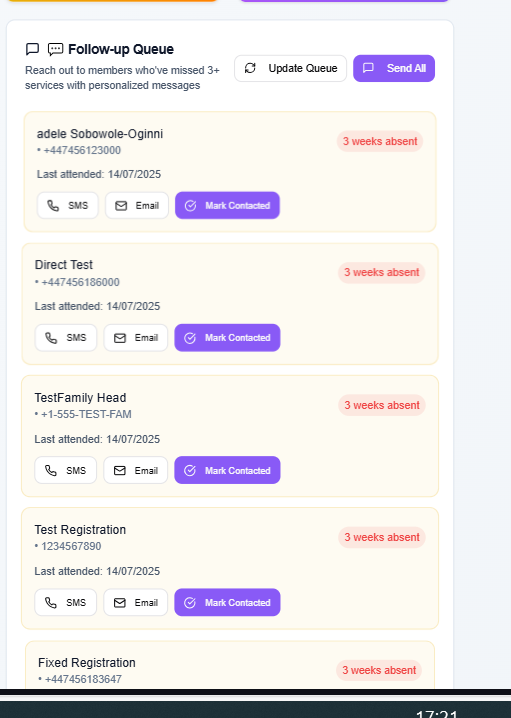 Follow-up Queue
Reach out to members who've missed 3+
services with personalized messages
Update Queue
Send All
adele Sobowole-Oginni
3 weeks absent
• +447456123000
Last attended: 14/07/2025
SMS Email Mark Contacted
Direct Test
3 weeks absent
• +447456186000
Last attended: 14/07/2025
SMS Email Mark Contacted
TestFamily Head
3 weeks absent
• +1-555-TEST-FAM
Last attended: 14/07/2025
SMS Email Mark Contacted
Test Registration
3 weeks absent
• 1234567890
Last attended: 14/07/2025
SMS Email Mark Contacted
Fixed Registration
3 weeks absent
• +447456183647
17:21